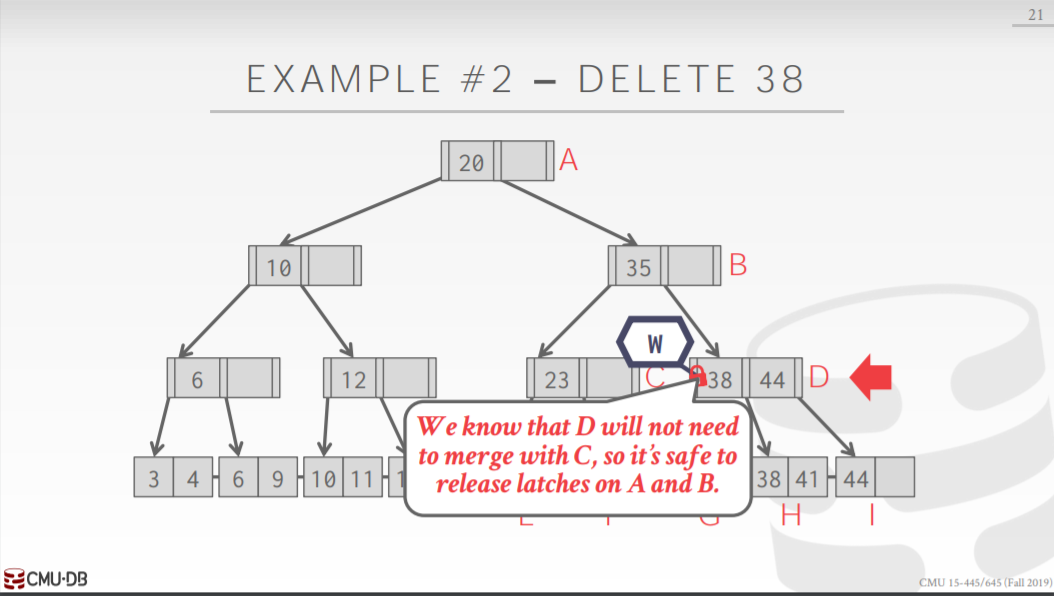 21
EXAMPLE #2 – DELETE 38
20 A
10
35 B
W
6
12
23 C
38 44 D
We know that D will not need
to merge with C, so it's safe to
release latches on A and B.
3 4 6 9 10 11
38 41 44
H I
CMU·DB
CMU 15-445/645 (Fall 2019)